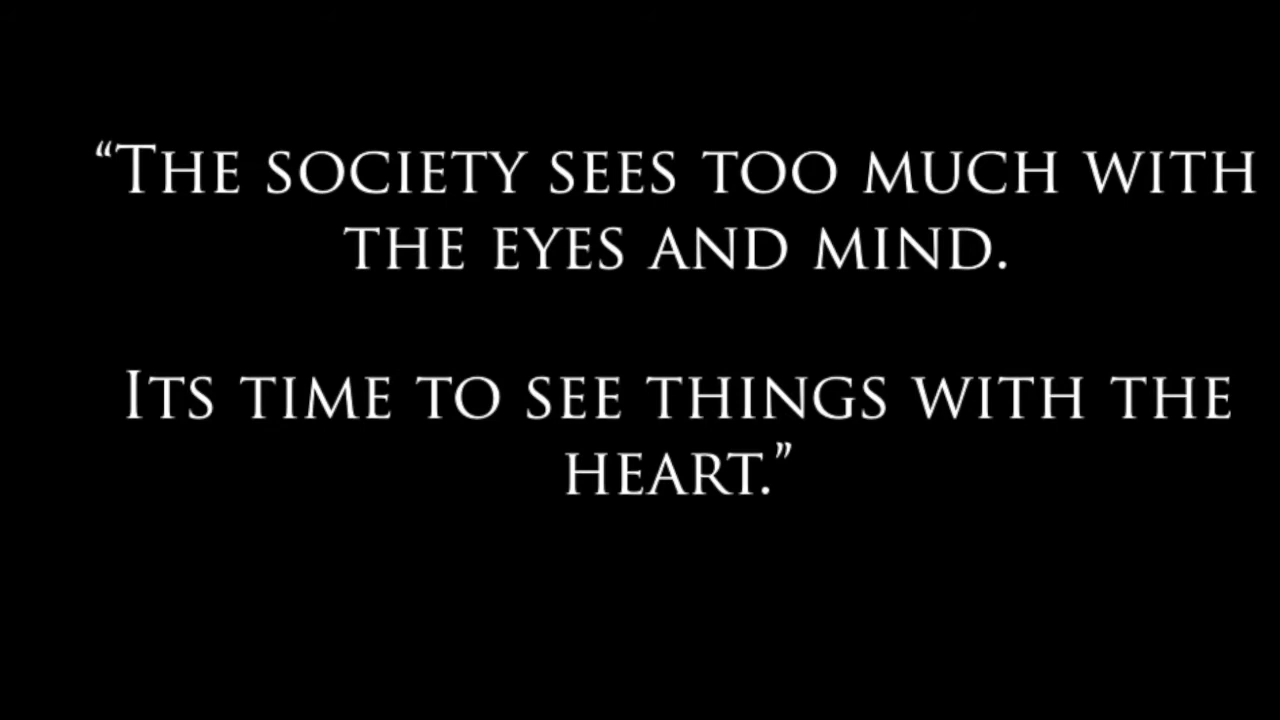 “The society sees too much with
the eyes and mind.
Its time to see things with the
heart.”